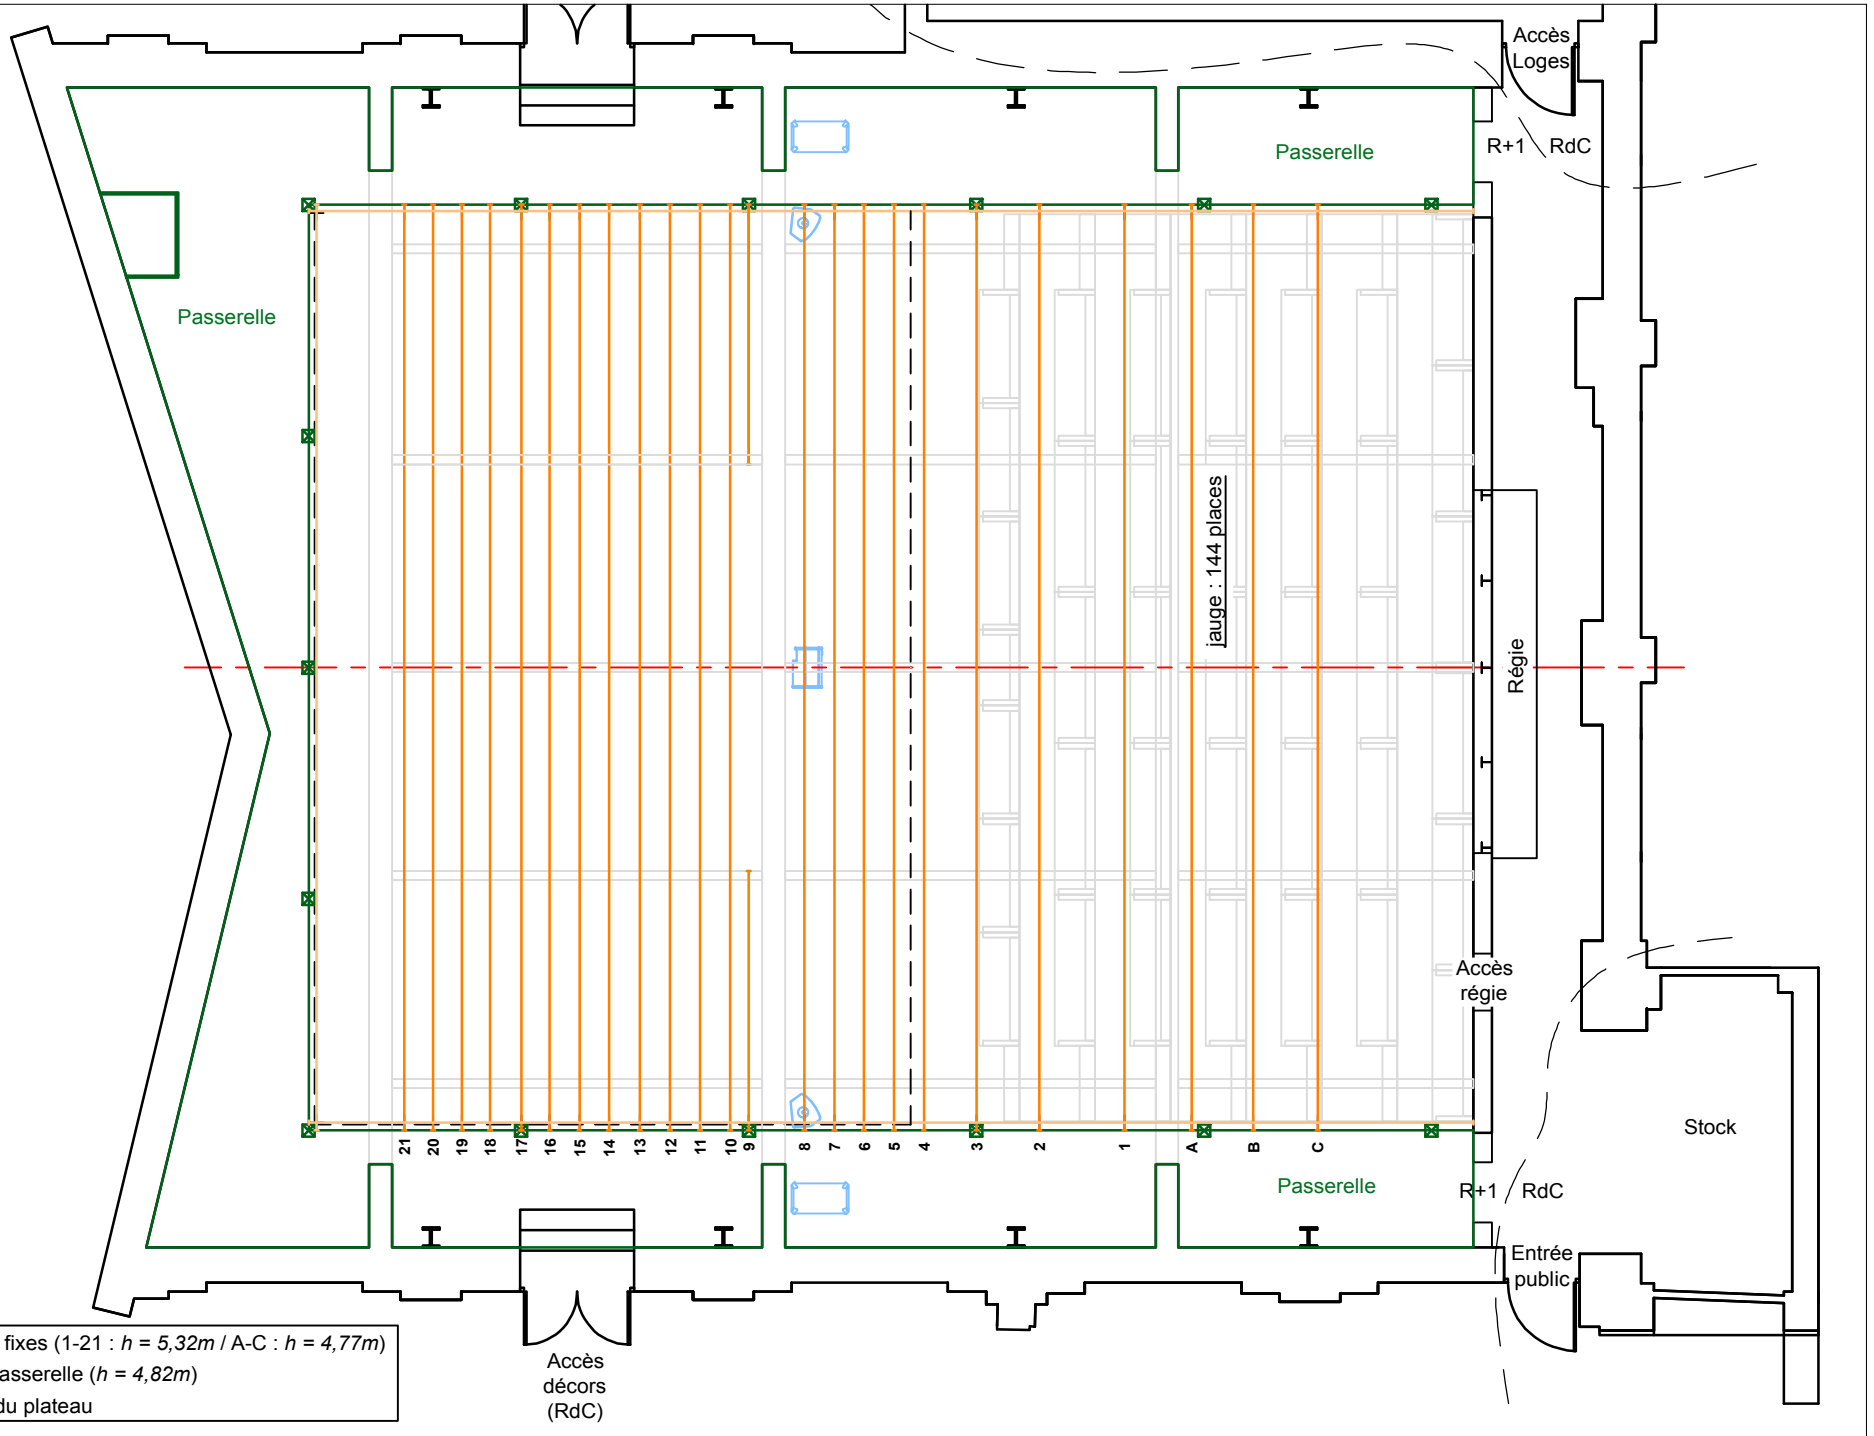 Accès
Loges
R+1
RdC
Passerelle
Passerelle
jauge : 144 places
Régie
Accès
régie
21
20
19
18
17
16
15
14
13
12
11
10
9
8
7
6
5
4
3
2
1
A
B
C
Stock
Passerelle
R+1
RdC
Entrée
public
fixes (1-21 : h = 5,32m / A-C : h = 4,77m)
asserelle (h = 4,82m)
du plateau
Accès
décors
(RdC)